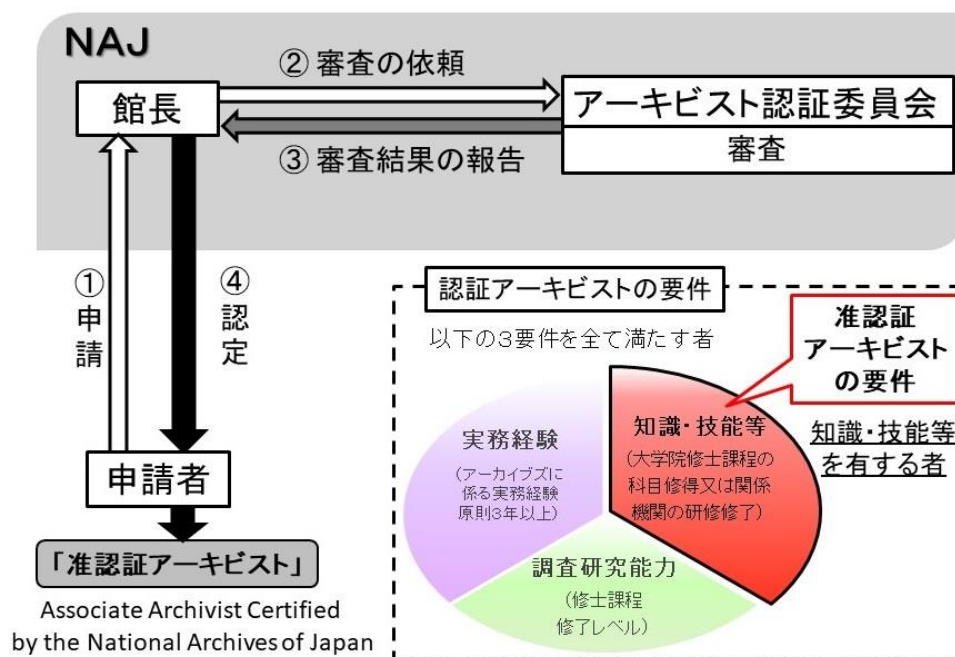 NAJ
② 審査の依頼
館長
アーキビスト認証委員会
審査
③ 審査結果の報告
①申請
④認定
申請者
「准認証アーキビスト」
Associate Archivist Certified
by the National Archives of Japan
認証アーキビストの要件
以下の3要件を全て満たす者
准認証
アーキビスト
の要件
知識・技能等
を有する者
実務経験
(アーカイブズに
係る実務経験
原則3年以上)
知識・技能等
(大学院修士課程の
科目修得又は関係
機関の研修修了)
調査研究能力
(修士課程
修了レベル)